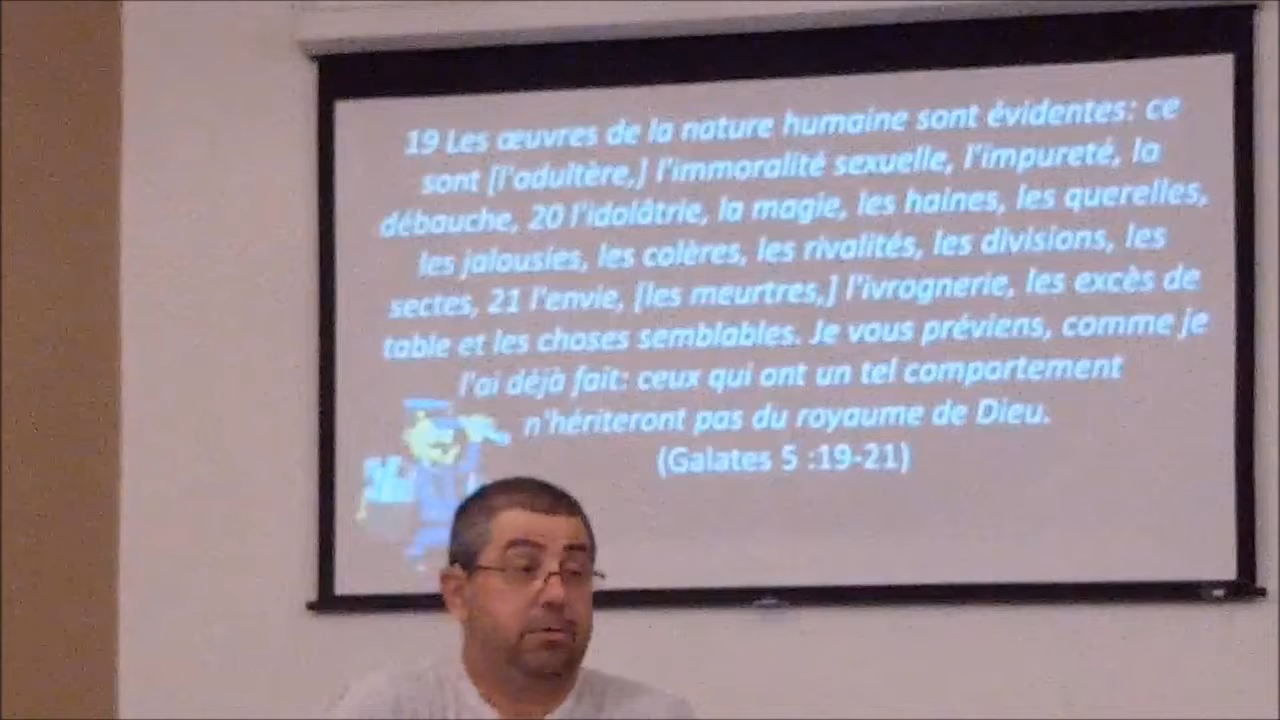 19 Les œuvres de la nature humaine sont évidentes: ce
sont [l'adultère,] l'immoralité sexuelle, l'impureté, la
débauche, 20 l'idolâtrie, la magie, les haines, les querelles,
les jalousies, les colères, les rivalités, les divisions, les
sectes, 21 l'envie, [les meurtres,] l'ivrognerie, les excès de
table et les choses semblables. Je vous préviens, comme je
l'ai déjà fait: ceux qui ont un tel comportement
n'hériteront pas du royaume de Dieu.
(Galates 5 :19-21)